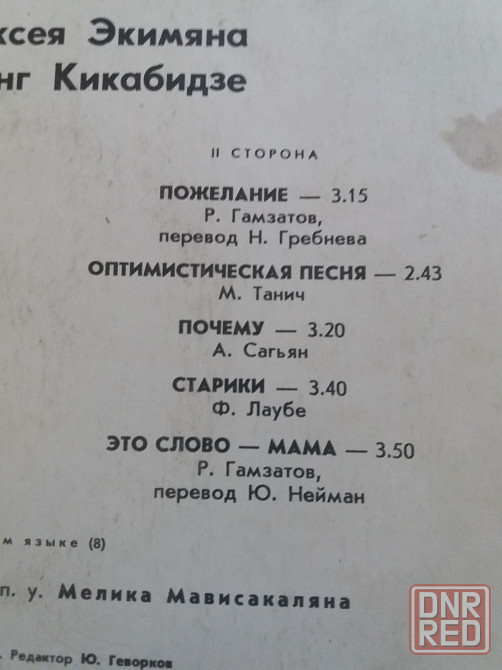 ксея Экимяна
нг Кикабидзе
II СТОРОНА
ПОЖЕЛАНИЕ — 3.15
Р. Гамзатов,
перевод Н. Гребнева
ОПТИМИСТИЧЕСКАЯ ПЕСНЯ — 2.43
М. Танич
ПОЧЕМУ — 3.20
А. Сагьян
СТАРИКИ — 3.40
Ф. Лаубе
ЭТО СЛОВО — МАМА — 3.50
Р. Гамзатов,
перевод Ю. Нейман
м языке (8)
п. у. Мелика Мависакаляна
. Редактор Ю. Геворков
DNR
RED